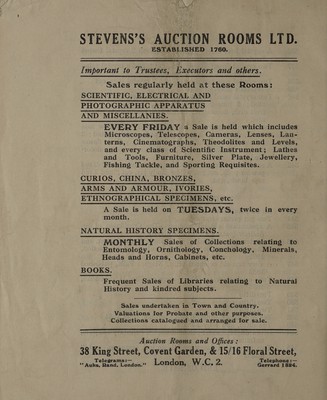 STEVENS'S AUCTION ROOMS LTD.
ESTABLISHED 1760.
Important to Trustees, Executors and others.
Sales regularly held at these Rooms:
SCIENTIFIC, ELECTRICAL AND
PHOTOGRAPHIC APPARATUS
AND MISCELLANIES.
EVERY FRIDAY a Sale is held which includes
Microscopes, Telescopes, Cameras, Lenses, Lan-
terns, Cinematographs, Theodolites and Levels,
and every class of Scientific Instrument; Lathes
and Tools, Furniture, Silver Plate, Jewellery,
Fishing Tackle, and Sporting Requisites.
CURIOS, CHINA, BRONZES,
ARMS AND ARMOUR, IVORIES,
ETHNOGRAPHICAL SPECIMENS, etc.
A Sale is held on TUESDAYS, twice in every
month.
NATURAL HISTORY SPECIMENS.
MONTHLY Sales of Collections relating to
Entomology, Ornithology, Conchology, Minerals,
Heads and Horns, Cabinets, etc.
BOOKS.
Frequent Sales of Libraries relating to Natural
History and kindred subjects.
Sales undertaken in Town and Country.
Valuations for Probate and other purposes.
Collections catalogued and arranged for sale.
Auction Rooms and Offices:
38 King Street, Covent Garden, & 15/16 Floral Street,
Telegrams:— London, W.C. 2. Telephone:—
"Auks, Rand, London." Gerrard 1824.